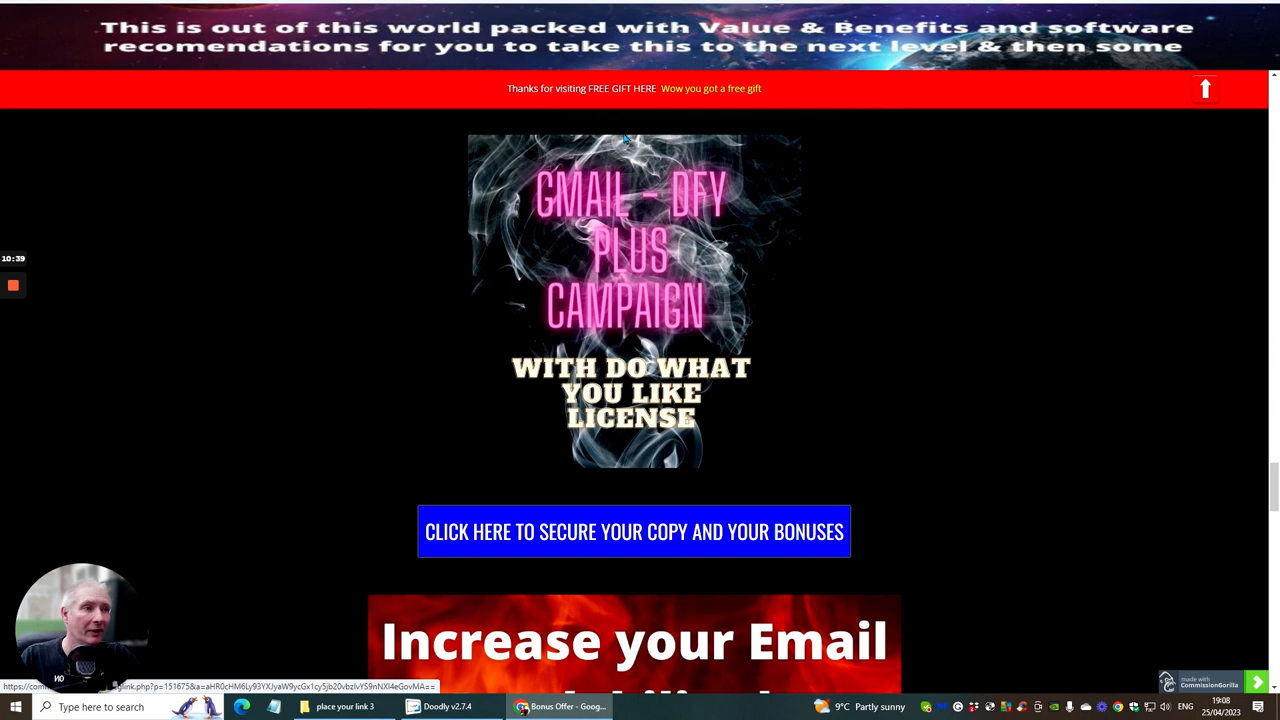 This is out of this world packed with Value & Benefits and software
recomendations for you to take this to the next level & then some
Thanks for visiting FREE GIFT HERE Wow you got a free gift
GMAIL - DFY
PLUS
CAMPAIGN
WITH DO WHAT
YOU LIKE
LICENSE
10:39
CLICK HERE TO SECURE YOUR COPY AND YOUR BONUSES
Increase your Email
made with
CommissionGorilla
Type here to search
place your link 3
Doodly v2.7.4
Bonus Offer - Goog...
9°C Partly sunny
ENG
19:08
25/04/2023